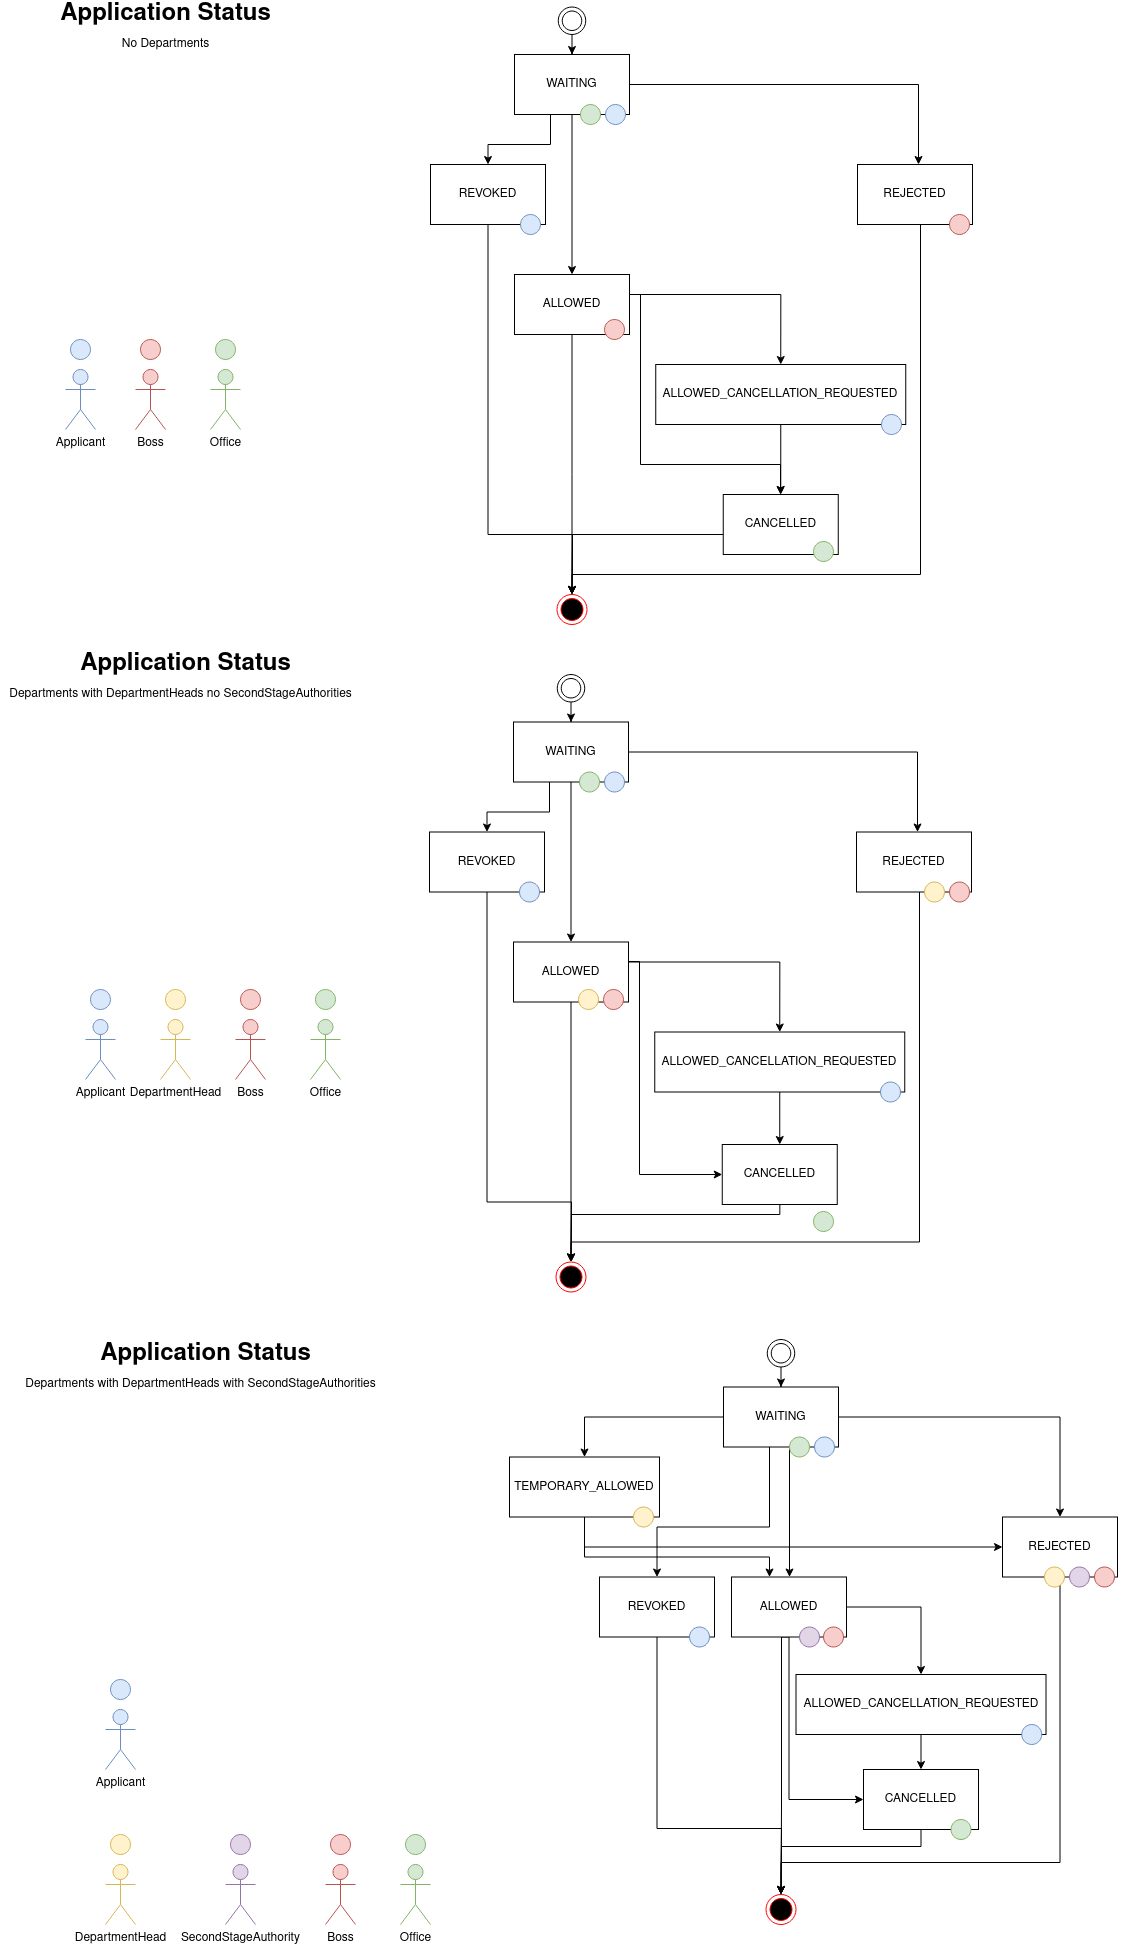 Application Status
No Departments
WAITING
REVOKED
REJECTED
ALLOWED
ALLOWED_CANCELLATION_REQUESTED
Applicant
Boss
Office
CANCELLED
Application Status
Departments with DepartmentHeads no SecondStageAuthorities
WAITING
REVOKED
REJECTED
ALLOWED
ALLOWED_CANCELLATION_REQUESTED
Applicant
DepartmentHead
Boss
Office
CANCELLED
Application Status
Departments with DepartmentHeads with SecondStageAuthorities
WAITING
TEMPORARY_ALLOWED
REJECTED
REVOKED
ALLOWED
ALLOWED_CANCELLATION_REQUESTED
Applicant
CANCELLED
DepartmentHead
SecondStageAuthority
Boss
Office